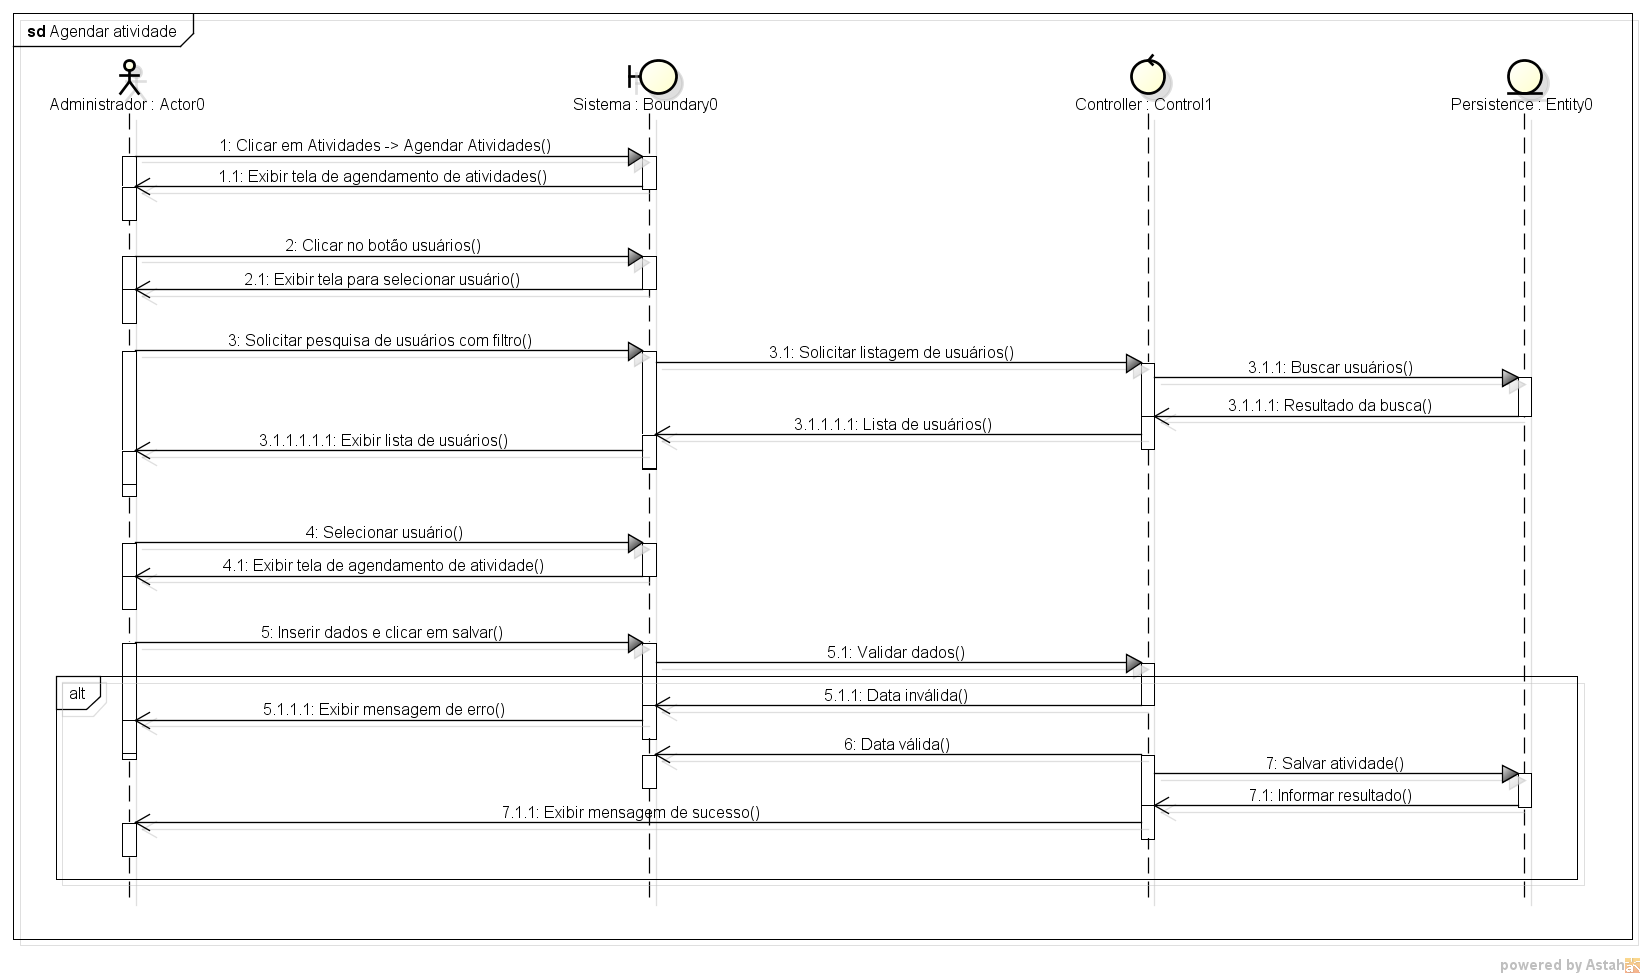 sd Agendar atividade
Administrador : Actor0
Sistema : Boundary0
Controller : Control1
Persistence : Entity0
1: Clicar em Atividades -> Agendar Atividades()
1.1: Exibir tela de agendamento de atividades()
2: Clicar no botão usuários()
2.1: Exibir tela para selecionar usuário()
3: Solicitar pesquisa de usuários com filtro()
3.1: Solicitar listagem de usuários()
3.1.1: Buscar usuários()
3.1.1.1: Resultado da busca()
3.1.1.1.1: Lista de usuários()
3.1.1.1.1.1: Exibir lista de usuários()
4: Selecionar usuário()
4.1: Exibir tela de agendamento de atividade()
5: Inserir dados e clicar em salvar()
5.1: Validar dados()
alt
5.1.1: Data inválida()
5.1.1.1: Exibir mensagem de erro()
6: Data válida()
7: Salvar atividade()
7.1: Informar resultado()
7.1.1: Exibir mensagem de sucesso()
powered by Astah